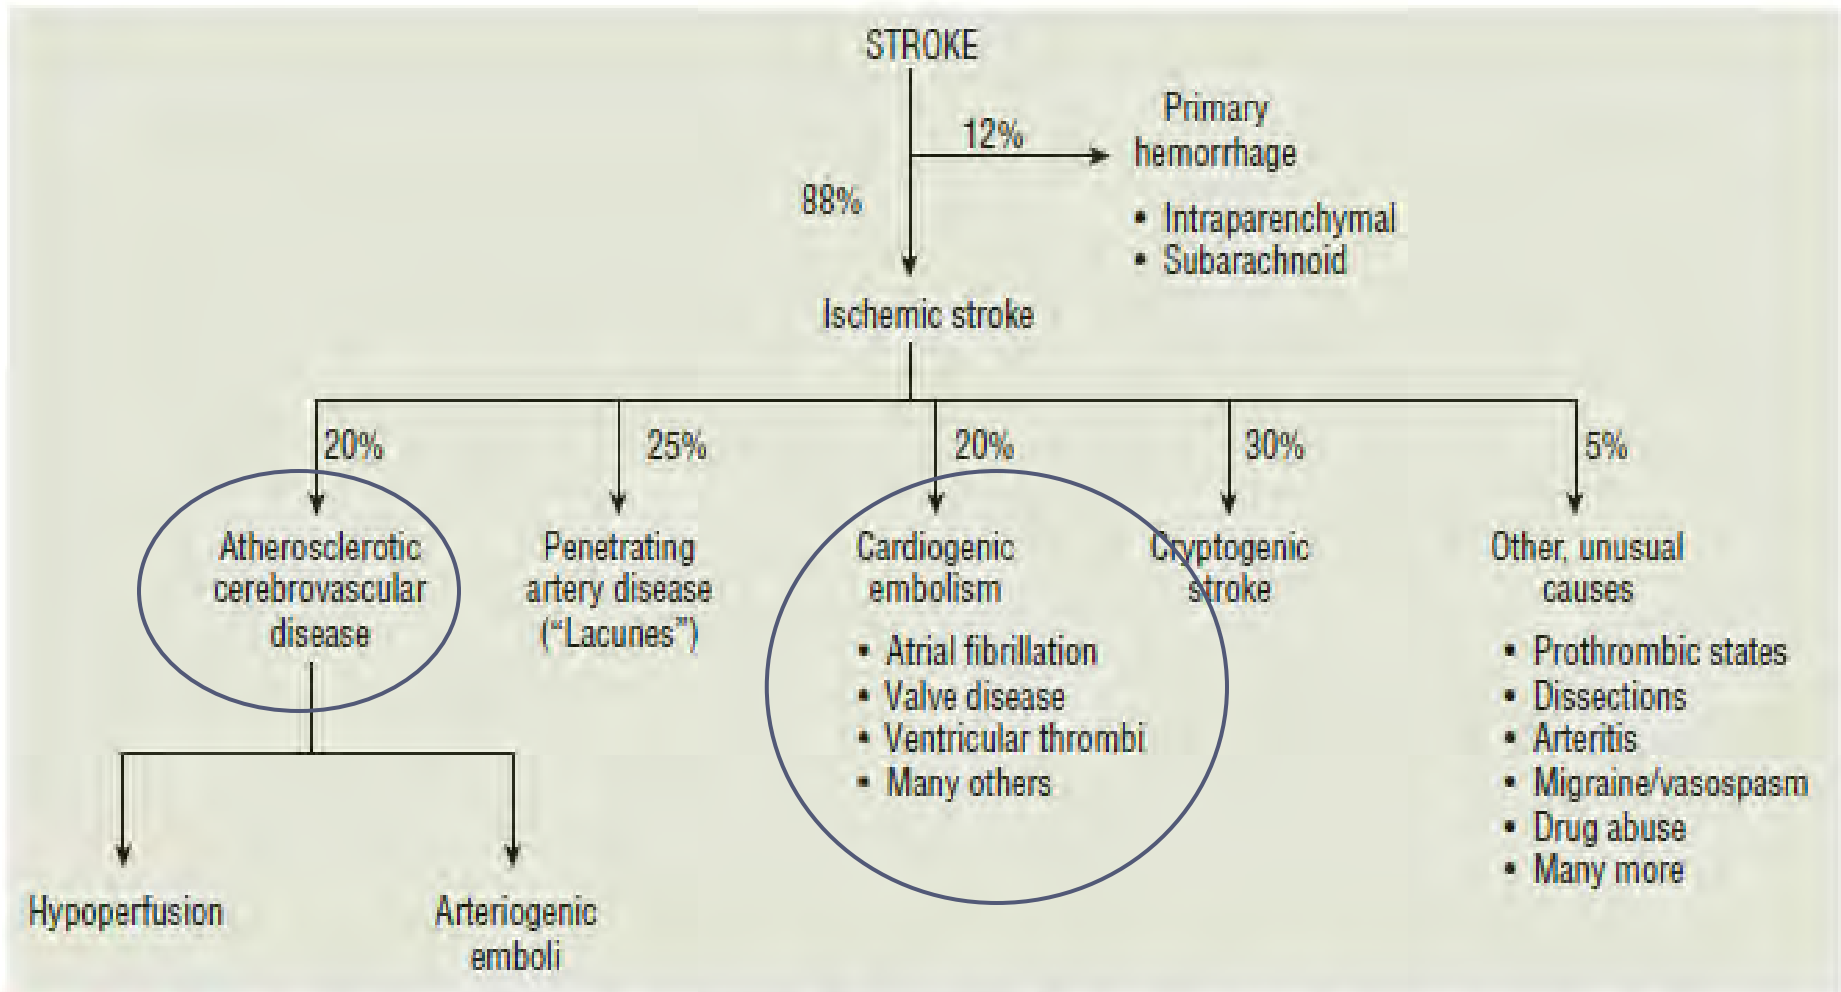 STROKE
12%
Primary
hemorrhage
88%
• Intraparenchymal
• Subarachnoid
Ischemic stroke
20%
25%
20%
30%
5%
Atherosclerotic
cerebrovascular
disease
Penetrating
artery disease
(“Lacunes”)
Cardiogenic
embolism
• Atrial fibrillation
• Valve disease
• Ventricular thrombi
• Many others
Cryptogenic
stroke
Other, unusual
causes
• Prothrombic states
• Dissections
• Arteritis
• Migraine/vasospasm
• Drug abuse
• Many more
Hypoperfusion
Arteriogenic
emboli